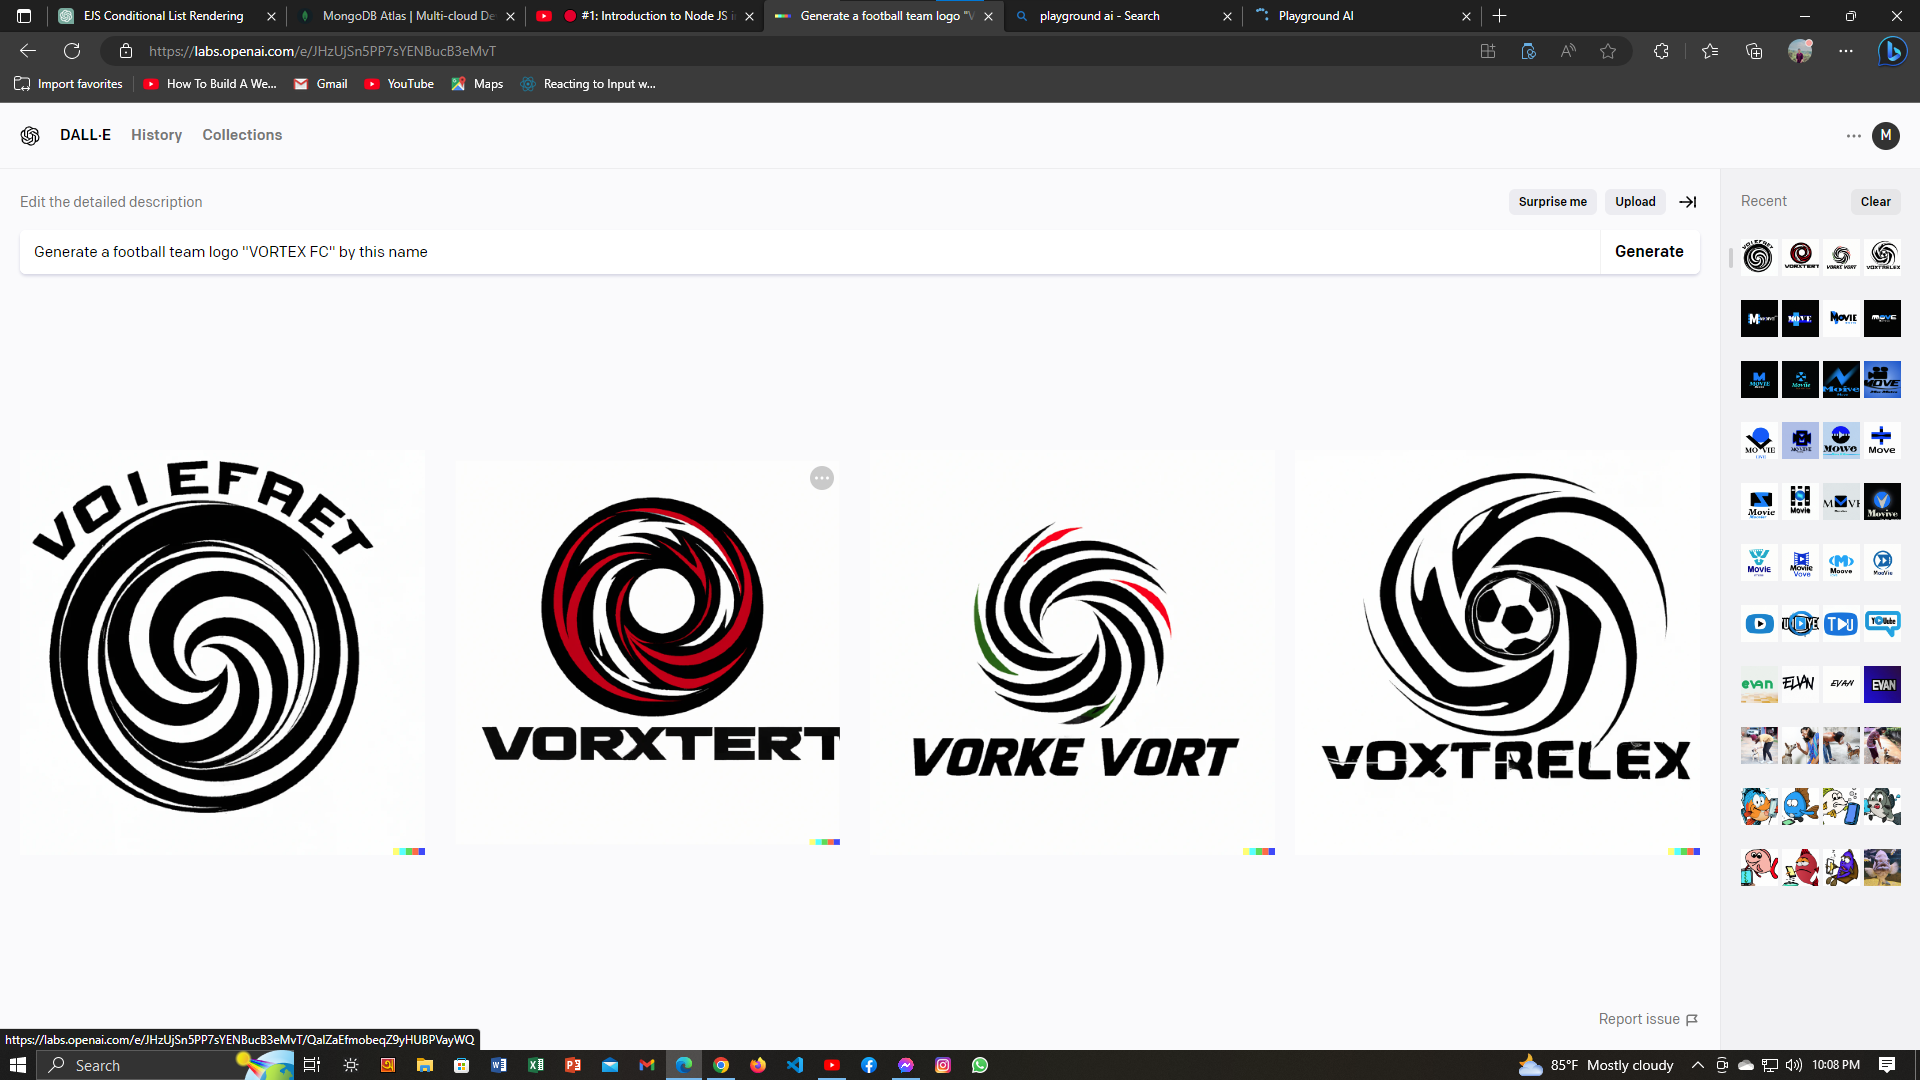 EJS Conditional List Rendering
MongoDB Atlas | Multi-cloud De
#1: Introduction to Node JS i
Generate a football team logo "V
playground ai - Search
Playground AI
https://labs.openai.com/e/JHzUjSn5PP7sYENBucB3eMvT
Import favorites
How To Build A We...
Gmail
YouTube
Maps
Reacting to Input w...
DALL·E
History
Collections
M
Edit the detailed description
Surprise me
Upload
Recent
Clear
Generate a football team logo "VORTEX FC" by this name
Generate
VOIEFAET
VORXTERT
VORKE VORT
VOXTRELEX
Report issue
https://labs.openai.com/e/JHzUjSn5PP7sYENBucB3eMvT/QaIZaEfmobeqZ9yHUBPVayWQ
Search
85°F Mostly cloudy
10:08 PM